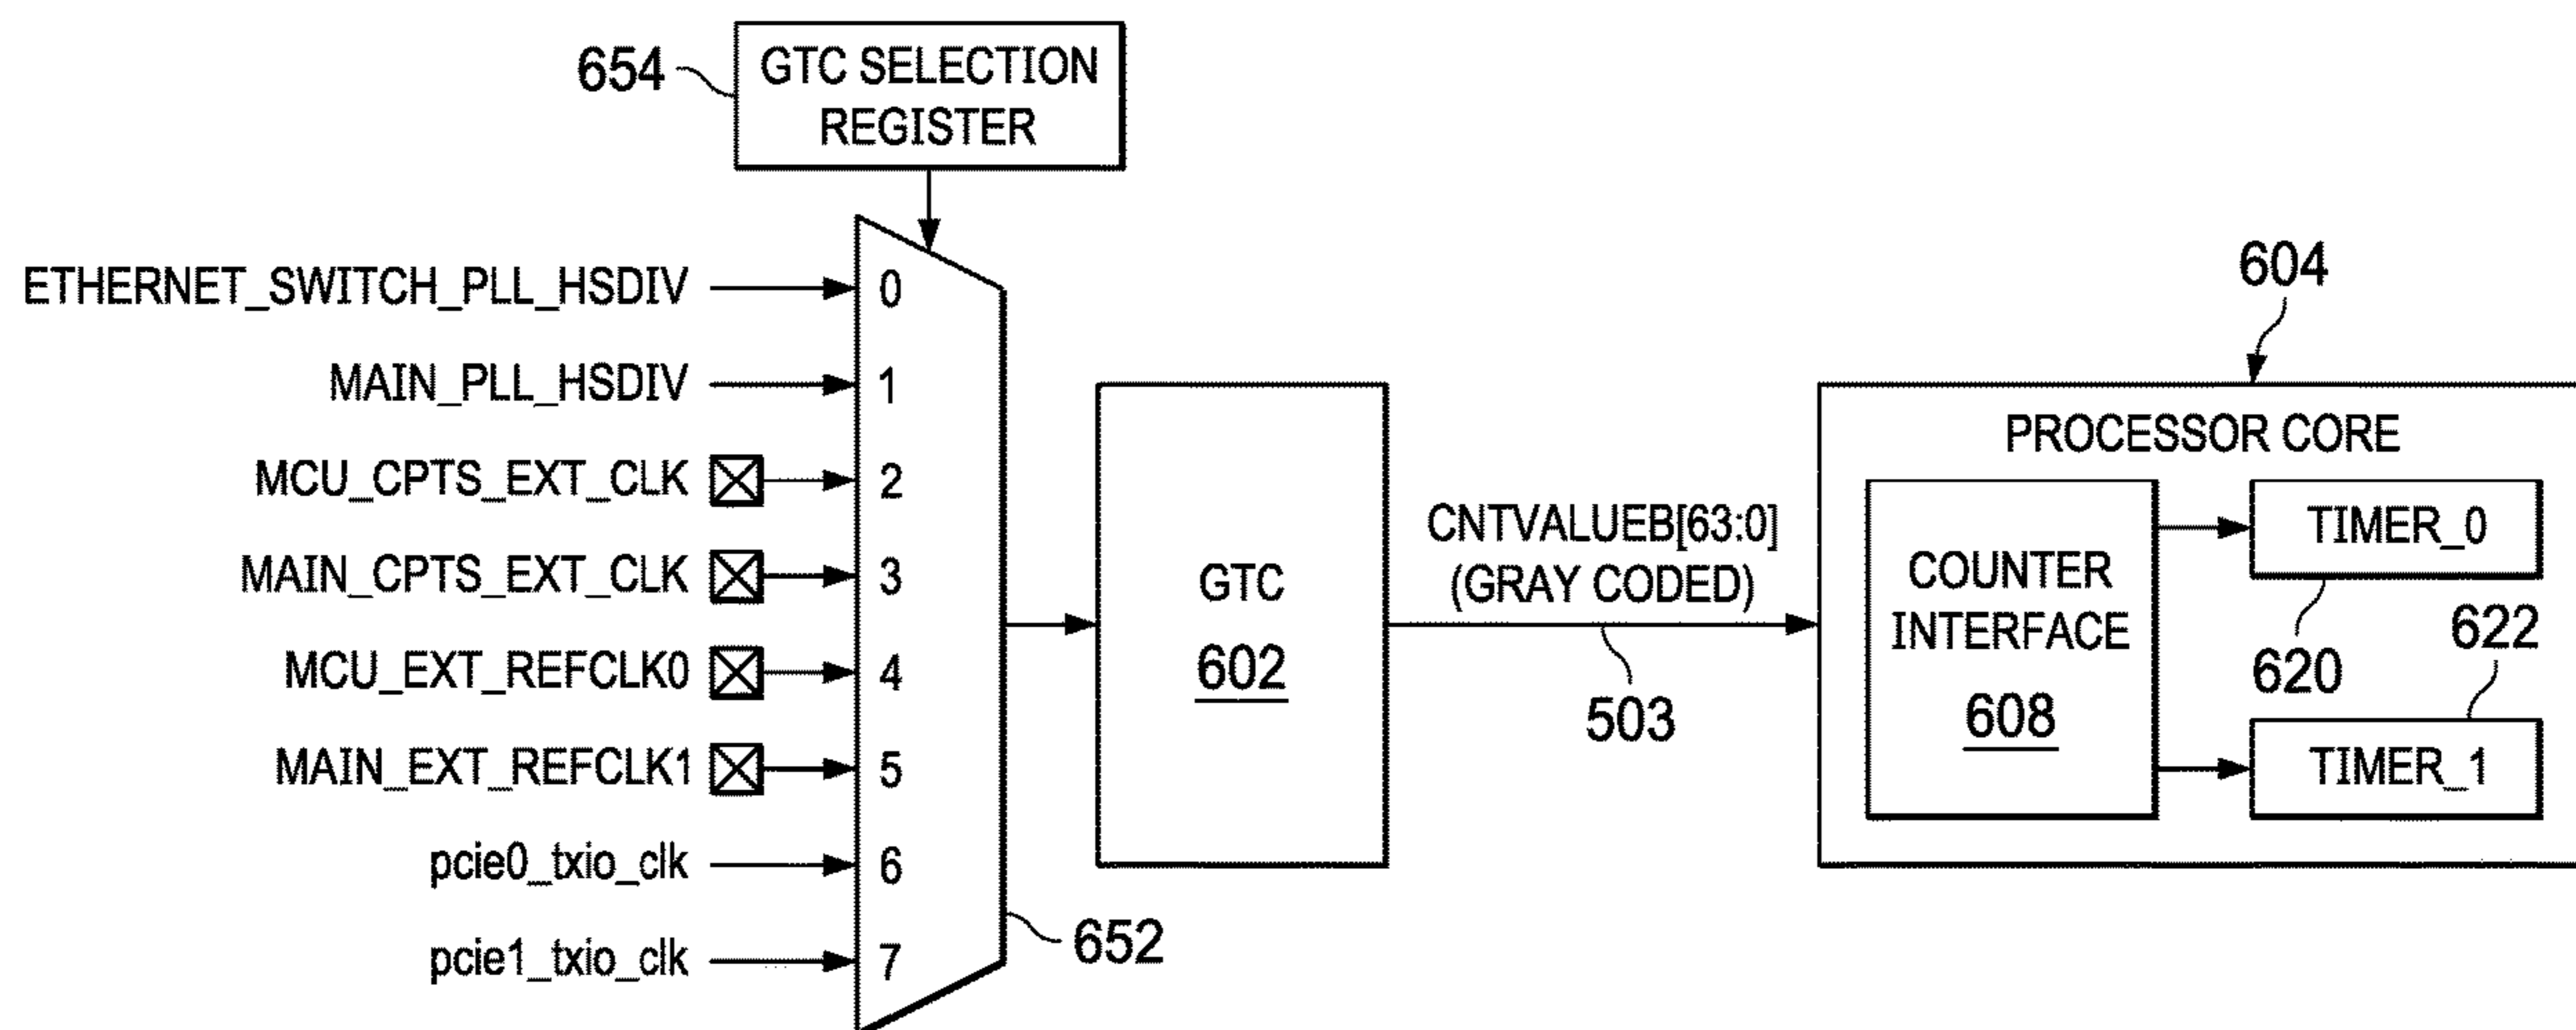 GTC SELECTION
REGISTER
654
ETHERNET_SWITCH_PLL_HSDIV
0
MAIN_PLL_HSDIV
1
MCU_CPTS_EXT_CLK
2
MAIN_CPTS_EXT_CLK
3
MCU_EXT_REFCLK0
4
MAIN_EXT_REFCLK1
5
pcie0_txio_clk
6
pcie1_txio_clk
7
652
GTC
602
CNTVALUEB[63:0]
(GRAY CODED)
503
604
PROCESSOR CORE
COUNTER
INTERFACE
608
TIMER_0
620
622
TIMER_1